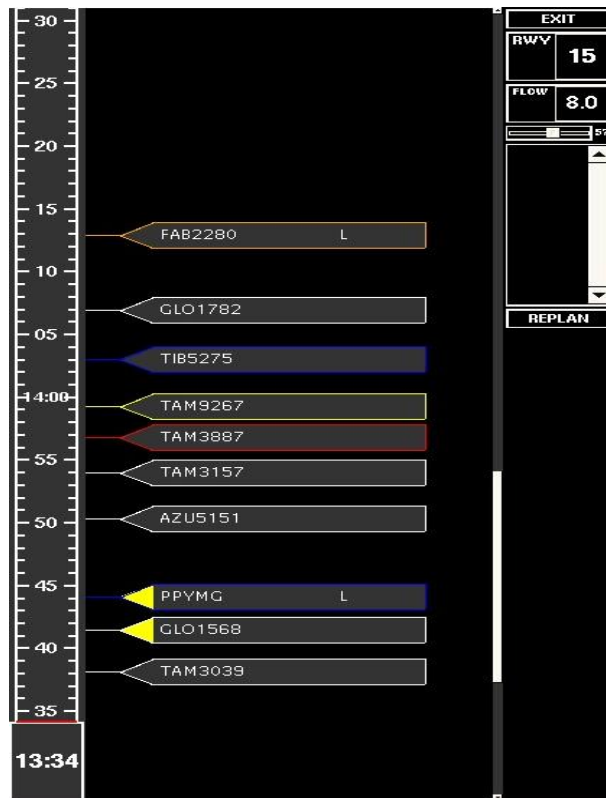 30
25
20
15
FAB2280 L
10
GLO1782
05
TIB5275
14:00
TAM9267
TAM3887
55
TAM3157
50
AZU5151
45
PPYMG L
GLO1568
40
TAM3039
35
13:34
EXIT
RWY 15
FLOW 8.0
REPLAN